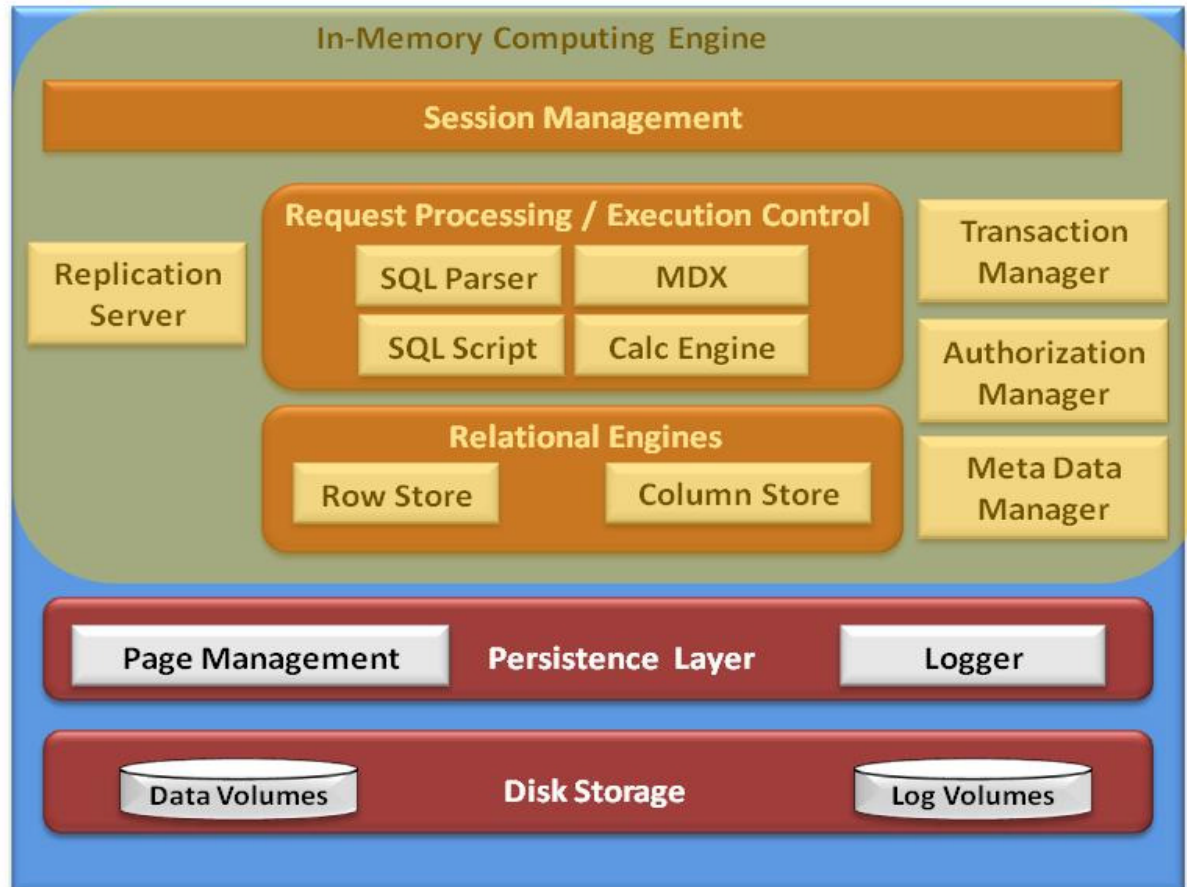 In-Memory Computing Engine
Session Management
Request Processing / Execution Control
Replication
Server
SQL Parser
MDX
SQL Script
Calc Engine
Transaction
Manager
Authorization
Manager
Relational Engines
Row Store
Column Store
Meta Data
Manager
Page Management
Persistence Layer
Logger
Data Volumes
Disk Storage
Log Volumes